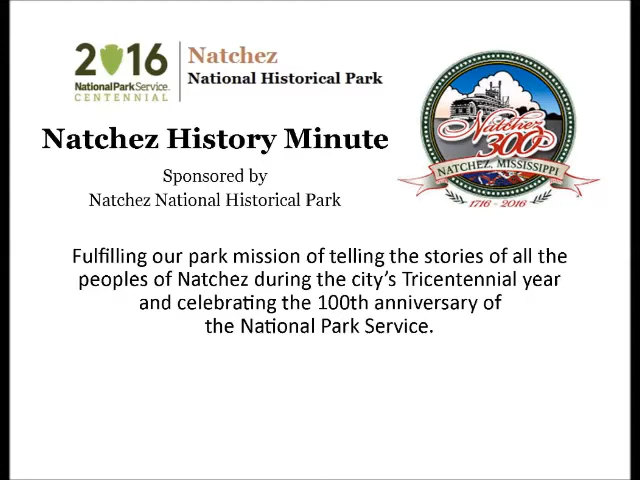 2016
National Park Service®
CENTENNIAL
Natchez
National Historical Park
Natchez History Minute
Sponsored by
Natchez National Historical Park
Natchez
300
NATCHEZ, MISSISSIPPI
1716 - 2016
Fulfilling our park mission of telling the stories of all the
peoples of Natchez during the city's Tricentennial year
and celebrating the 100th anniversary of
the National Park Service.